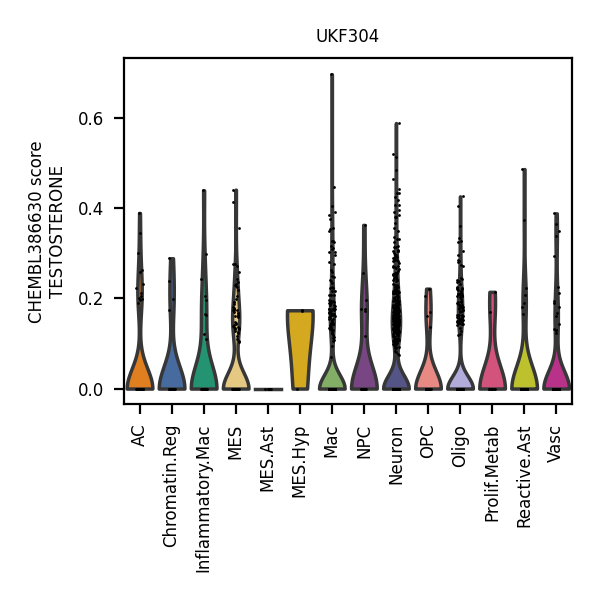 UKF304
CHEMBL386630 score
TESTOSTERONE
0.6
0.4
0.2
0.0
AC
Chromatin.Reg
Inflammatory.Mac
MES
MES.Ast
MES.Hyp
Mac
NPC
Neuron
OPC
Oligo
Prolif.Metab
Reactive.Ast
Vasc